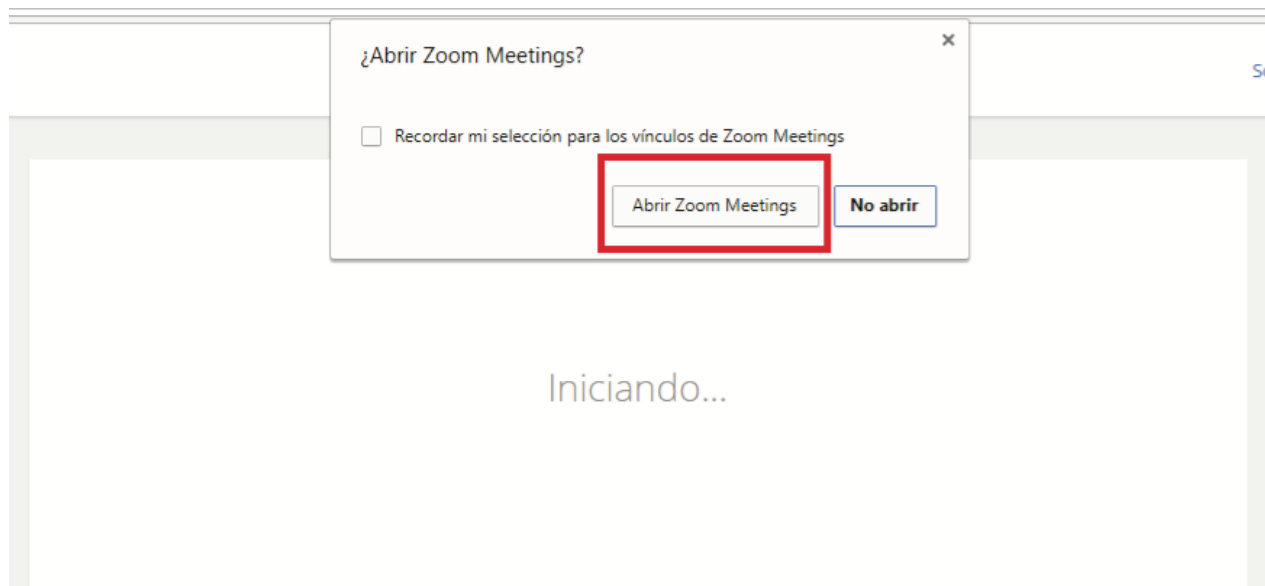 ¿Abrir Zoom Meetings?
Recordar mi selección para los vínculos de Zoom Meetings
Abrir Zoom Meetings
No abrir
Iniciando...